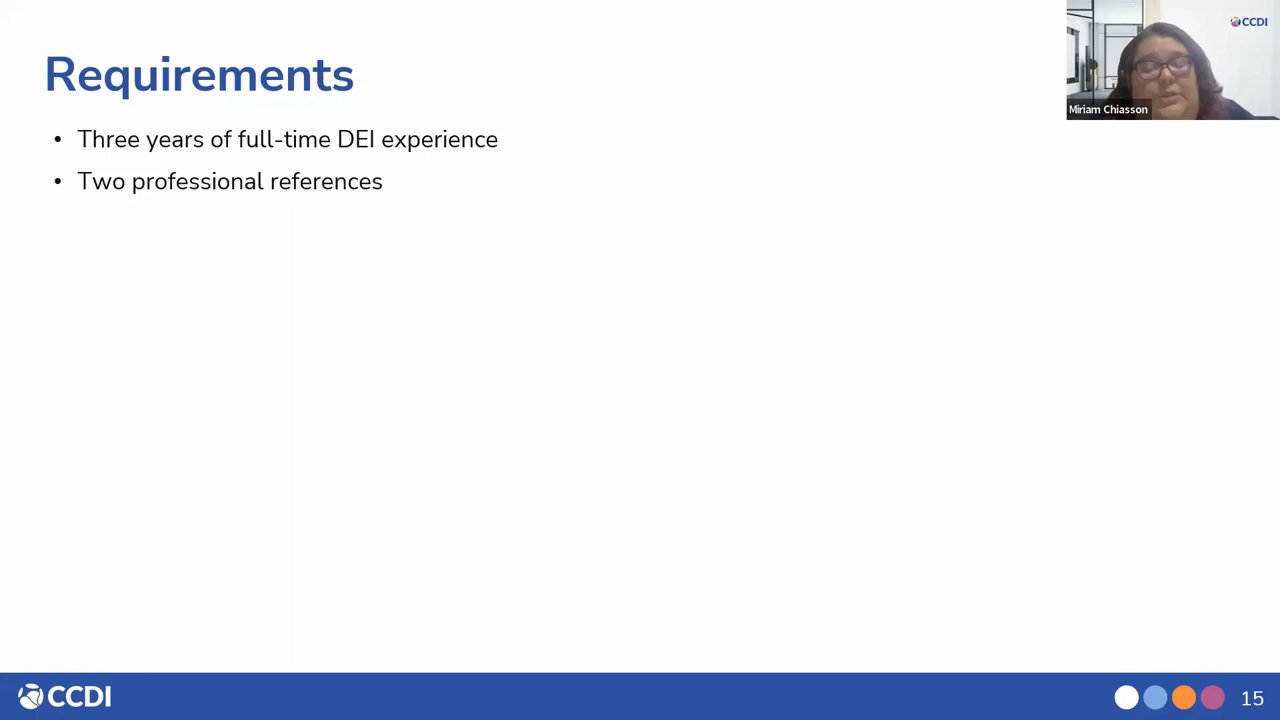 Requirements
• Three years of full-time DEI experience
• Two professional references
CCDI
Miriam Chiasson
CCDI
15